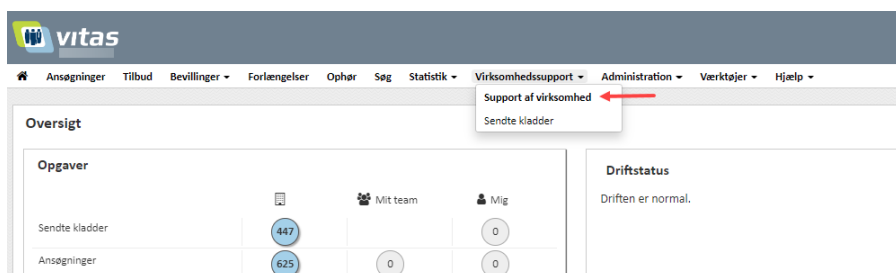 vitas
Ansøgninger Tilbud Bevillinger Forlængelser Ophør Søg Statistik Virksomhedssupport Administration Værktøjer Hjælp
Support af virksomhed
Sendte kladder
Oversigt
Opgaver
Mit team Mig
Sendte kladder 447 0
Ansøgninger 625 0 0
Driftstatus
Driften er normal.